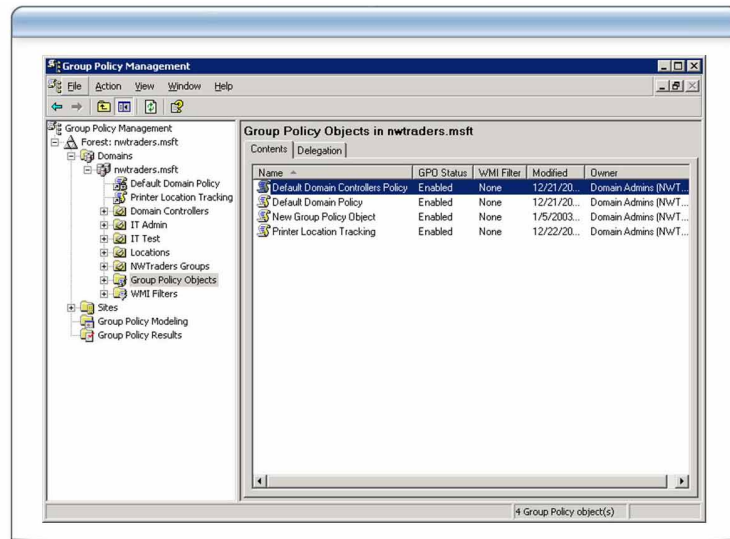 Group Policy Management
File Action View Window Help
Group Policy Management
Forest: nwtraders.msft
Domains
nwtraders.msft
Default Domain Policy
Printer Location Tracking
Domain Controllers
IT Admin
IT Test
Locations
NWTraders Groups
Group Policy Objects
WMI Filters
Sites
Group Policy Modeling
Group Policy Results
Group Policy Objects in nwtraders.msft
Contents Delegation
Name GPO Status WMI Filter Modified Owner
Default Domain Controllers Policy Enabled None 12/21/20... Domain Admins (NWT...
Default Domain Policy Enabled None 12/21/20... Domain Admins (NWT...
New Group Policy Object Enabled None 1/5/2003... Domain Admins (NWT...
Printer Location Tracking Enabled None 12/22/20... Domain Admins (NWT...
4 Group Policy object(s)